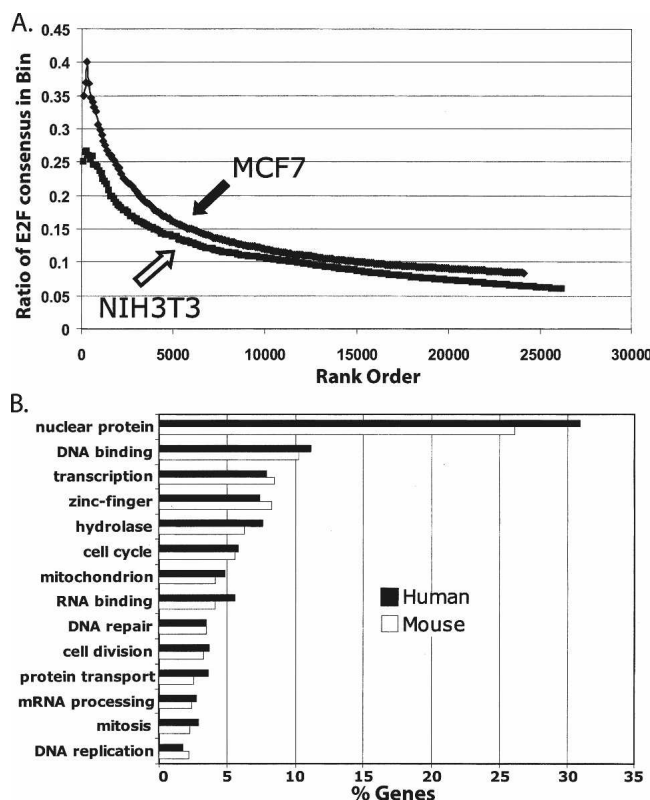 A.
Ratio of E2F consensus in Bin
0.45
0.4
0.35
0.3
0.25
0.2
0.15
0.1
0.05
0
MCF7
NIH3T3
0 5000 10000 15000 20000 25000 30000
Rank Order
B.
nuclear protein
DNA binding
transcription
zinc-finger
hydrolase
cell cycle
mitochondrion
RNA binding
DNA repair
cell division
protein transport
mRNA processing
mitosis
DNA replication
Human
Mouse
0 5 10 15 20 25 30 35
% Genes